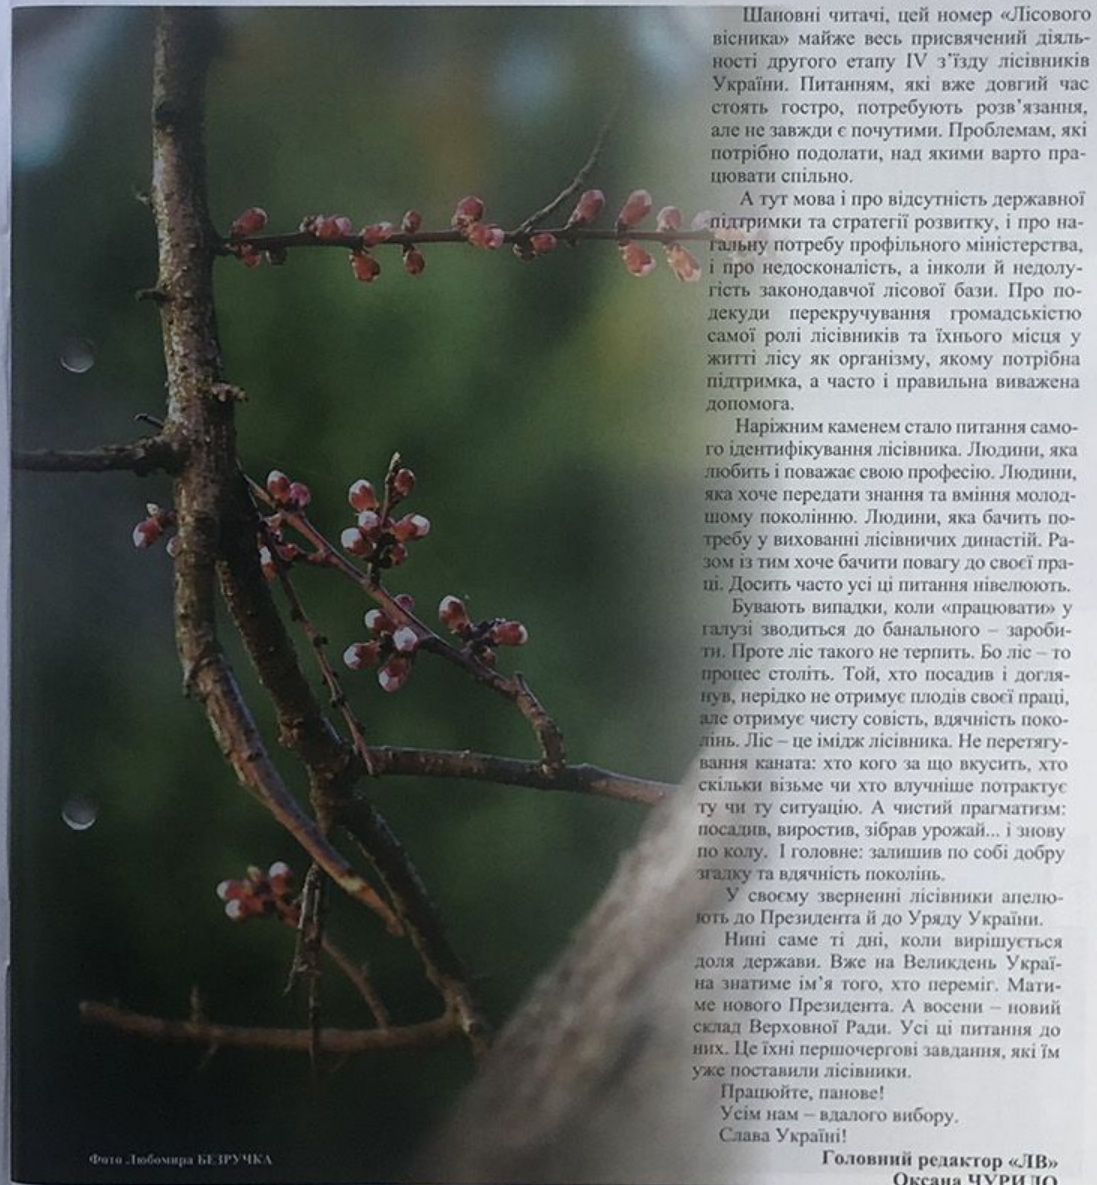 Шановні читачі, цей номер «Лісового
вісника» майже весь присвячений діяль-
ності другого етапу IV з’їзду лісівників
України. Питанням, які вже довгий час
стоять гостро, потребують розв’язання,
але не завжди є почутими. Проблемам, які
потрібно подолати, над якими варто пра-
цювати спільно.
А тут мова і про відсутність державної
підтримки та стратегії розвитку, і про на-
гальну потребу профільного міністерства,
і про недосконалість, а інколи й недолу-
гість законодавчої лісової бази. Про по-
декуди перекручування громадськістю
самої ролі лісівників та їхнього місця у
житті лісу як організму, якому потрібна
підтримка, а часто і правильна виважена
допомога.
Наріжним каменем стало питання само-
го ідентифікування лісівника. Людини, яка
любить і поважає свою професію. Людини,
яка хоче передати знання та вміння молод-
шому поколінню. Людини, яка бачить по-
требу у вихованні лісівничих династій. Ра-
зом із тим хоче бачити повагу до своєї пра-
ці. Досить часто усі ці питання нівелюють.
Бувають випадки, коли «працювати» у
галузі зводиться до банального – зароби-
ти. Проте ліс такого не терпить. Бо ліс – то
процес століть. Той, хто посадив і догля-
нув, нерідко не отримує плодів своєї праці,
але отримує чисту совість, вдячність поко-
лінь. Ліс – це імідж лісівника. Не перетягу-
вання каната: хто кого за що вкусить, хто
скільки візьме чи хто влучніше потрактує
ту чи ту ситуацію. А чистий прагматизм:
посадив, виростив, зібрав урожай... і знову
по колу. І головне: залишив по собі добру
згадку та вдячність поколінь.
У своєму зверненні лісівники апелю-
ють до Президента й до Уряду України.
Нині саме ті дні, коли вирішується
доля держави. Вже на Великдень Украї-
на знатиме ім’я того, хто переміг. Мати-
ме нового Президента. А восени – новий
склад Верховної Ради. Усі ці питання до
них. Це їхні першочергові завдання, які їм
уже поставили лісівники.
Працюйте, панове!
Усім нам – вдалого вибору.
Слава Україні!
Головний редактор «ЛВ»
Оксана ЧУРИЛО
Фото Любомира БЕЗРУЧКА